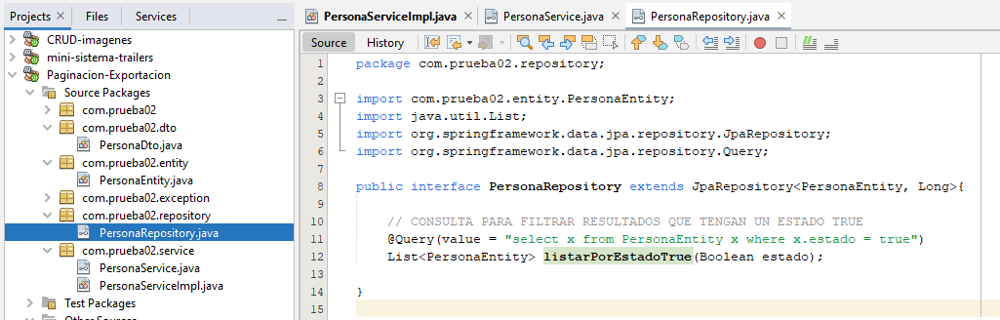 Projects × Files Services
CRUD-imagenes
mini-sistema-trailers
Paginacion-Exportacion
Source Packages
com.prueba02
com.prueba02.dto
PersonaDto.java
com.prueba02.entity
PersonaEntity.java
com.prueba02.exception
com.prueba02.repository
PersonaRepository.java
com.prueba02.service
PersonaService.java
PersonaServiceImpl.java
Test Packages
Other Sources
PersonaServiceImpl.java × PersonaService.java × PersonaRepository.java ×
Source History
1 package com.prueba02.repository;
2
3 import com.prueba02.entity.PersonaEntity;
4 import java.util.List;
5 import org.springframework.data.jpa.repository.JpaRepository;
6 import org.springframework.data.jpa.repository.Query;
7
8 public interface PersonaRepository extends JpaRepository<PersonaEntity, Long>{
9
10 // CONSULTA PARA FILTRAR RESULTADOS QUE TENGAN UN ESTADO TRUE
11 @Query(value = "select x from PersonaEntity x where x.estado = true")
12 List<PersonaEntity> listarPorEstadoTrue(Boolean estado);
13
14 }
15